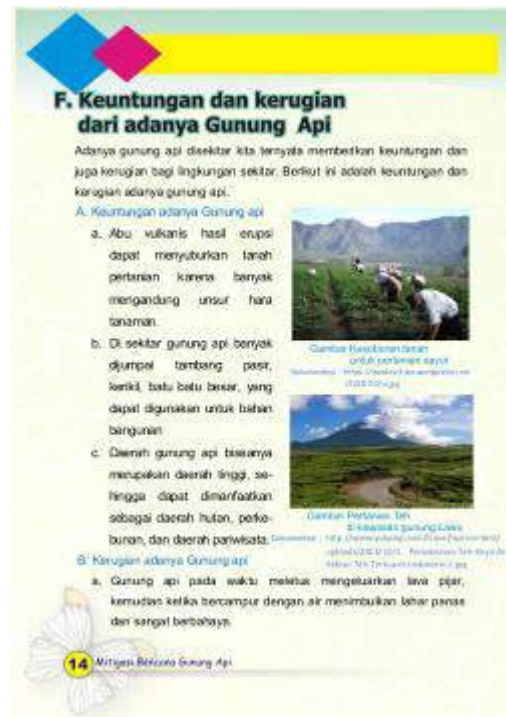 F. Keuntungan dan kerugian
dari adanya Gunung Api
Adanya gunung api disekitar kita ternyata memberikan keuntungan dan
juga kerugian bagi lingkungan sekitar. Berikut ini adalah keuntungan dan
kerugian adanya gunung api.
A. Keuntungan adanya Gunung api
a. Abu vulkanis hasil erupsi
dapat menyuburkan tanah
pertanian karena banyak
mengandung unsur hara
tanaman.
b. Di sekitar gunung api banyak
dijumpai tambang pasir,
kerikil, batu batu besar, yang
dapat digunakan untuk bahan
bangunan
c. Daerah gunung api biasanya
merupakan daerah tinggi, se-
hingga dapat dimanfaatkan
sebagai daerah hutan, perke-
bunan, dan daerah pariwisata.
Gambar Kesuburan tanah
untuk pertanian sayur
Gambar Pertanian Teh
di kawasan gunung Lawu
B. Kerugian adanya Gunung api
a. Gunung api pada waktu meletus mengeluarkan lava pijar,
kemudian ketika bercampur dengan air menimbulkan lahar panas
dan sangat berbahaya.
14 Mitigasi Bencana Gunung Api